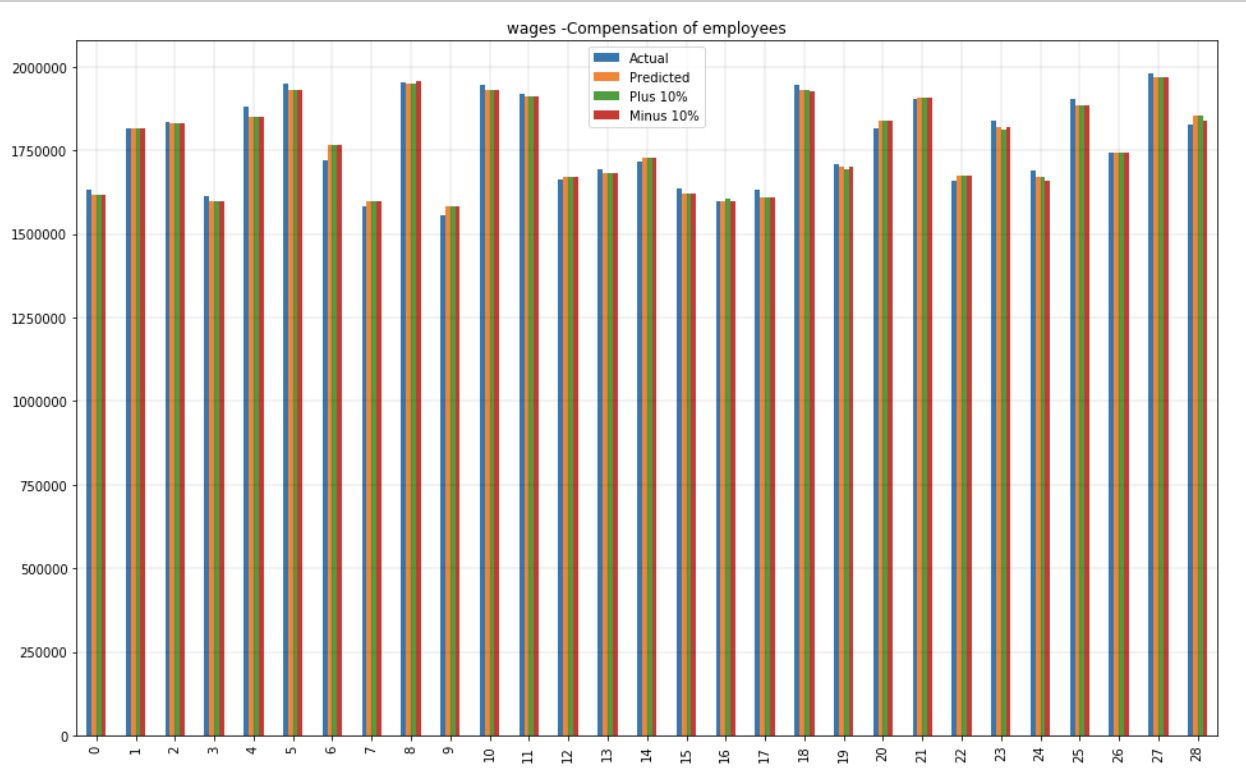 wages -Compensation of employees
Actual
Predicted
Plus 10%
Minus 10%
2000000
1750000
1500000
1250000
1000000
750000
500000
250000
0
0 1 2 3 4 5 6 7 8 9 10 11 12 13 14 15 16 17 18 19 20 21 22 23 24 25 26 27 28